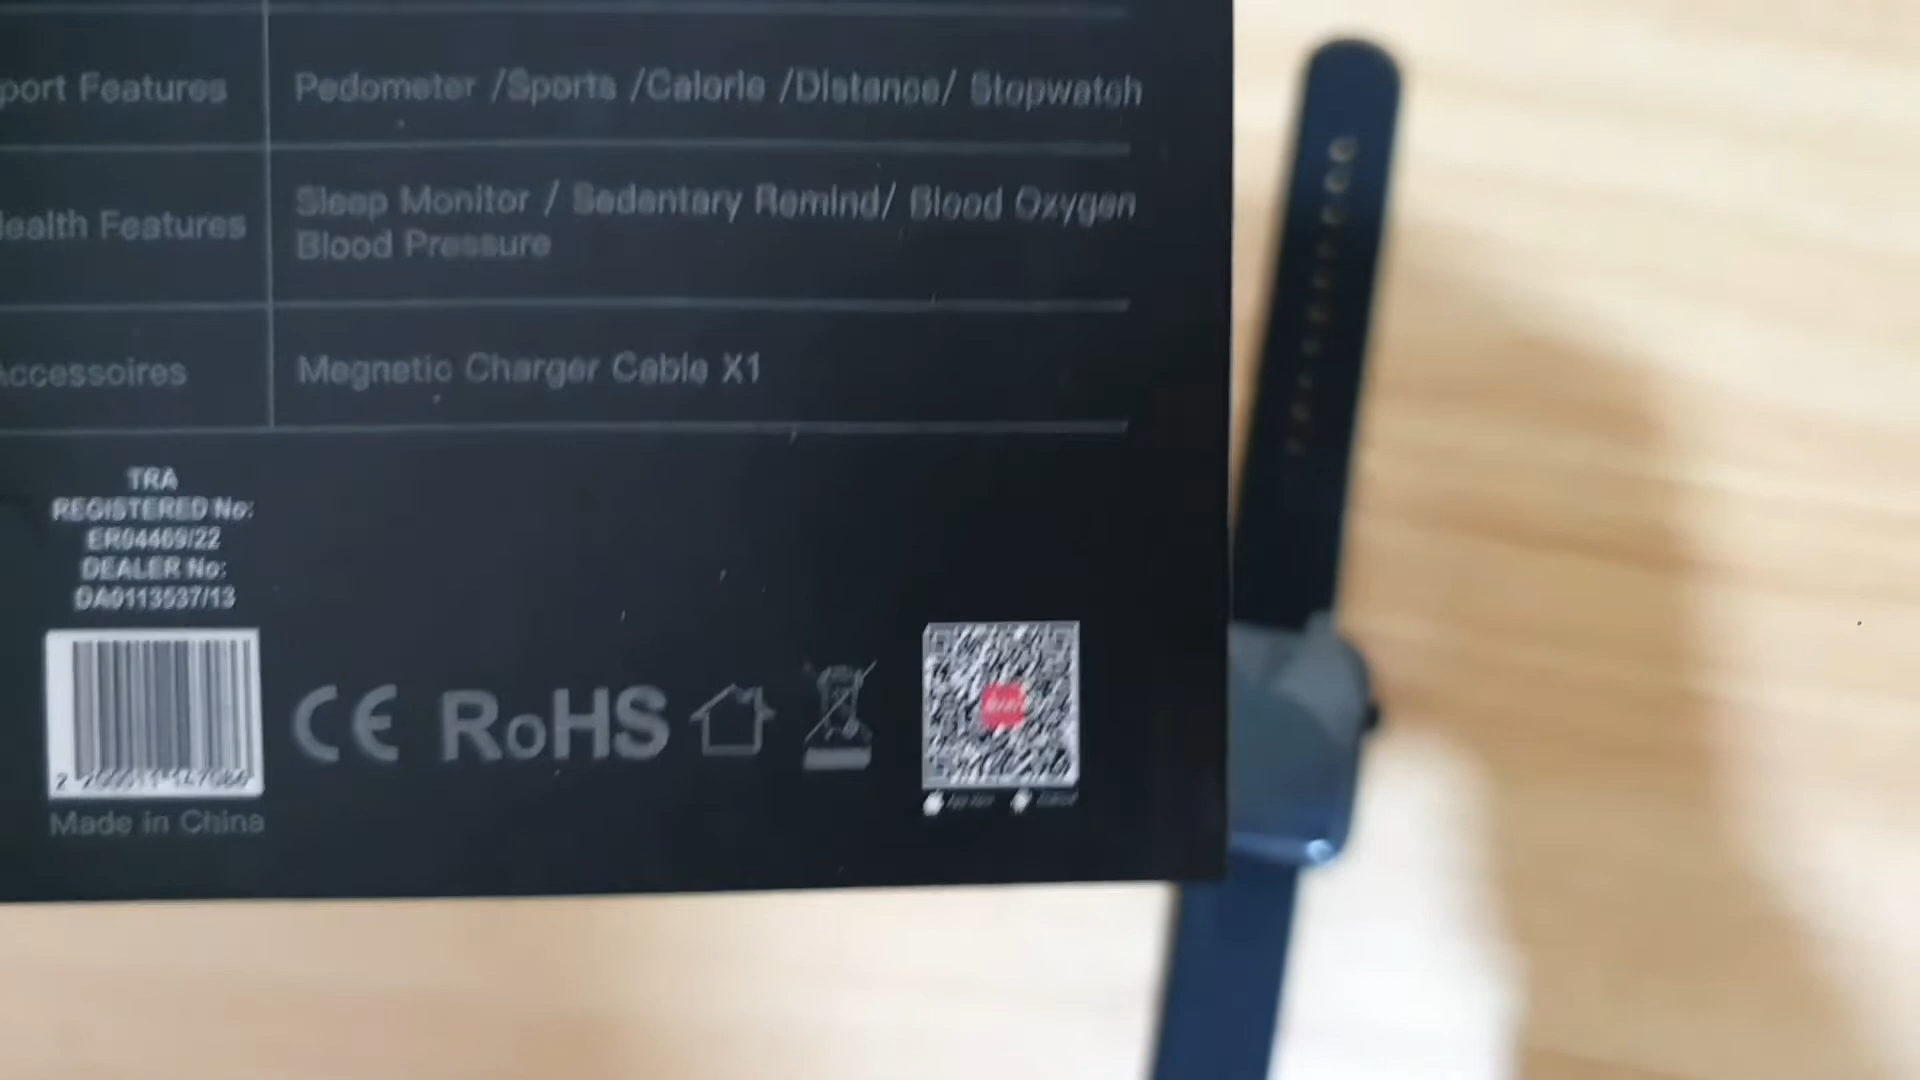 port Features
Pedometer /Sports /Calorie /Distance/ Stopwatch
ealth Features
Sleep Monitor / Sedentary Remind/ Blood Oxygen
Blood Pressure
Accessoires
Megnetic Charger Cable X1
TRA
REGISTERED No:
ER04469/22
DEALER No:
DA0113537/13
Made in China
CE RoHS